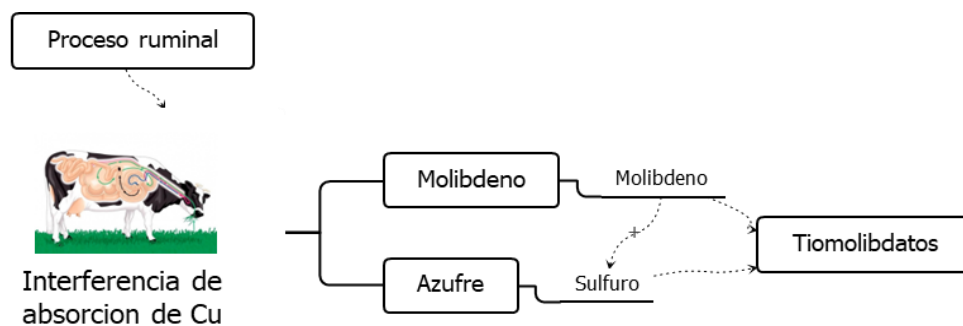 Proceso ruminal
Molibdeno
Molibdeno
+
Tiomolibdatos
Azufre
Sulfuro
Interferencia de
absorcion de Cu